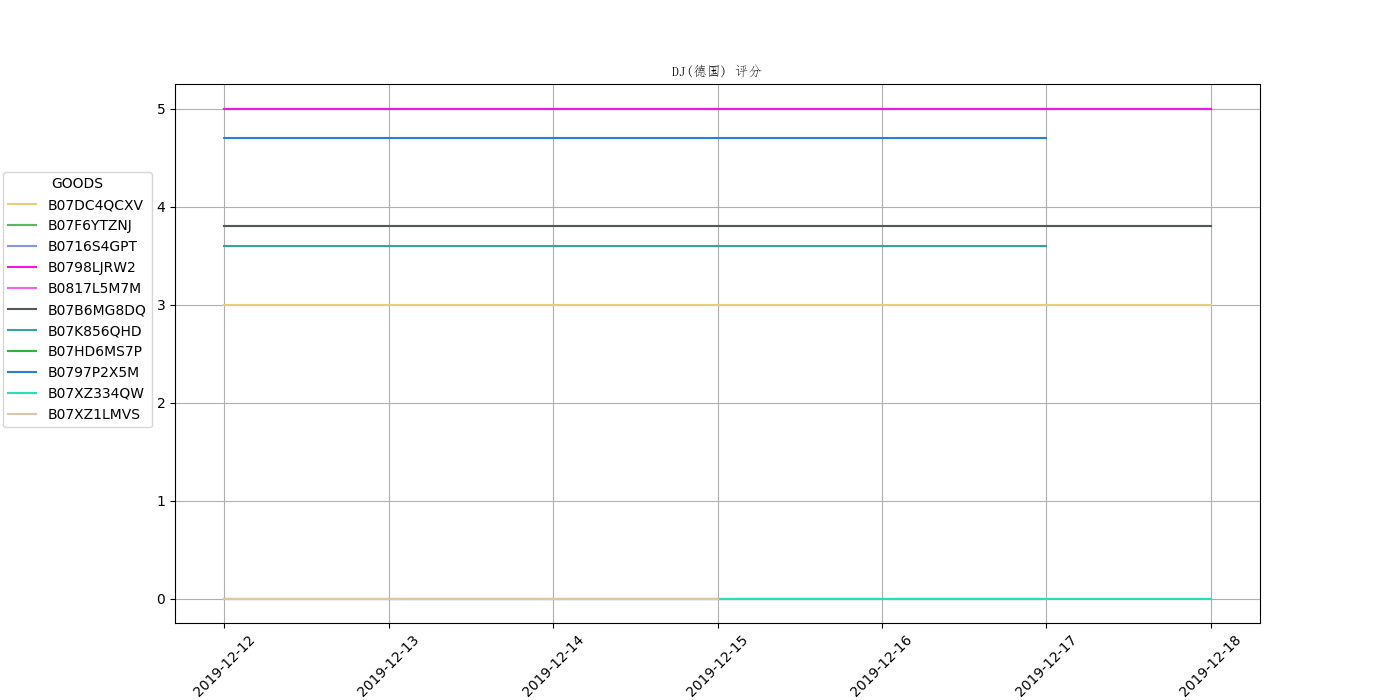 DJ(德国) 评分
GOODS
B07DC4QCXV
B07F6YTZNJ
B0716S4GPT
B0798LJRW2
B0817L5M7M
B07B6MG8DQ
B07K856QHD
B07HD6MS7P
B0797P2X5M
B07XZ334QW
B07XZ1LMVS
5
4
3
2
1
0
2019-12-12
2019-12-13
2019-12-14
2019-12-15
2019-12-16
2019-12-17
2019-12-18